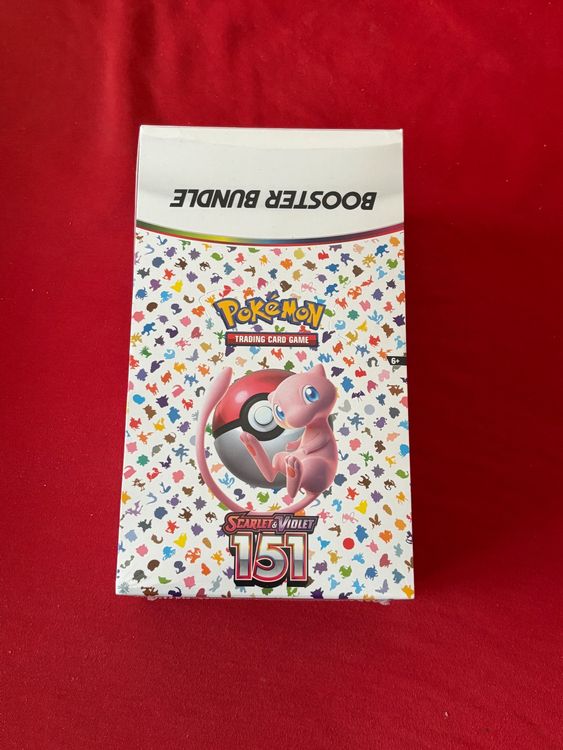 BOOSTER BUNDLE
POKéMON
TRADING CARD GAME
6+
SCARLET & VIOLET
151